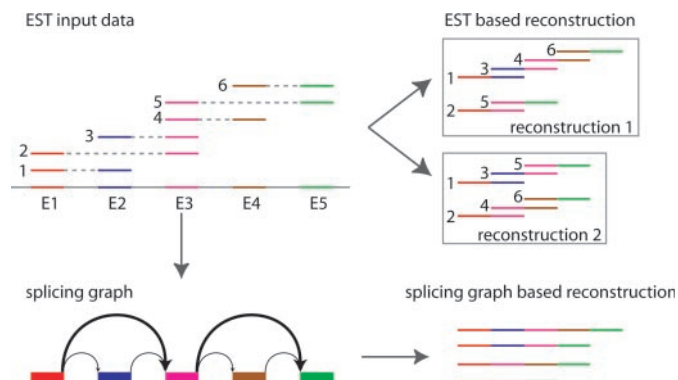 EST input data
EST based reconstruction
6
5
4
3
2
1
E1 E2 E3 E4 E5
6
4
3
1
5
2
reconstruction 1
5
3
1
6
4
2
reconstruction 2
splicing graph
splicing graph based reconstruction